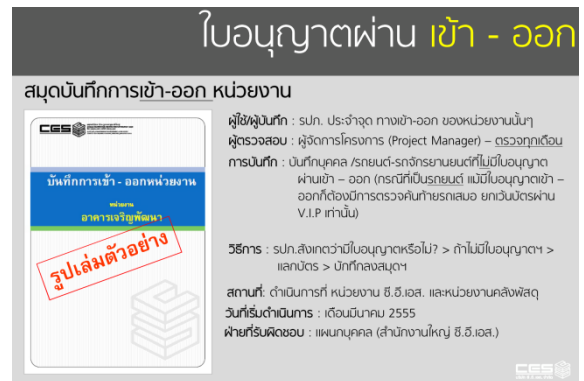 ใบอนุญาตผ่าน เข้า - ออก
สมุดบันทึกการเข้า-ออก หน่วยงาน
CES
บันทึกการเข้า - ออกหน่วยงาน
หน่วยงาน
อาคารเจริญพัฒนา
รูปเล่มตัวอย่าง
ผู้ใช้/ผู้บันทึก : รปภ. ประจำจุด ทางเข้า-ออก ของหน่วยงานนั้นๆ
ผู้ตรวจสอบ : ผู้จัดการโครงการ (Project Manager) – ตรวจทุกเดือน
การบันทึก : บันทึกบุคคล /รถยนต์-รถจักรยานยนต์ที่ไม่มีใบอนุญาต
ผ่านเข้า – ออก (กรณีที่เป็นรถยนต์ แม้มีใบอนุญาตเข้า –
ออกก็ต้องมีการตรวจค้นท้ายรถเสมอ ยกเว้นบัตรผ่าน
V.I.P เท่านั้น)
วิธีการ : รปภ.สังเกตว่ามีใบอนุญาตหรือไม่? > ถ้าไม่มีใบอนุญาตฯ >
แลกบัตร > บักทึกลงสมุดฯ
สถานที่: ดำเนินการที่ หน่วยงาน ซี.อี.เอส. และหน่วยงานคลังพัสดุ
วันที่เริ่มดำเนินการ : เดือนมีนาคม 2555
ฝ่ายที่รับผิดชอบ : แผนกบุคคล (สำนักงานใหญ่ ซี.อี.เอส.)
CES